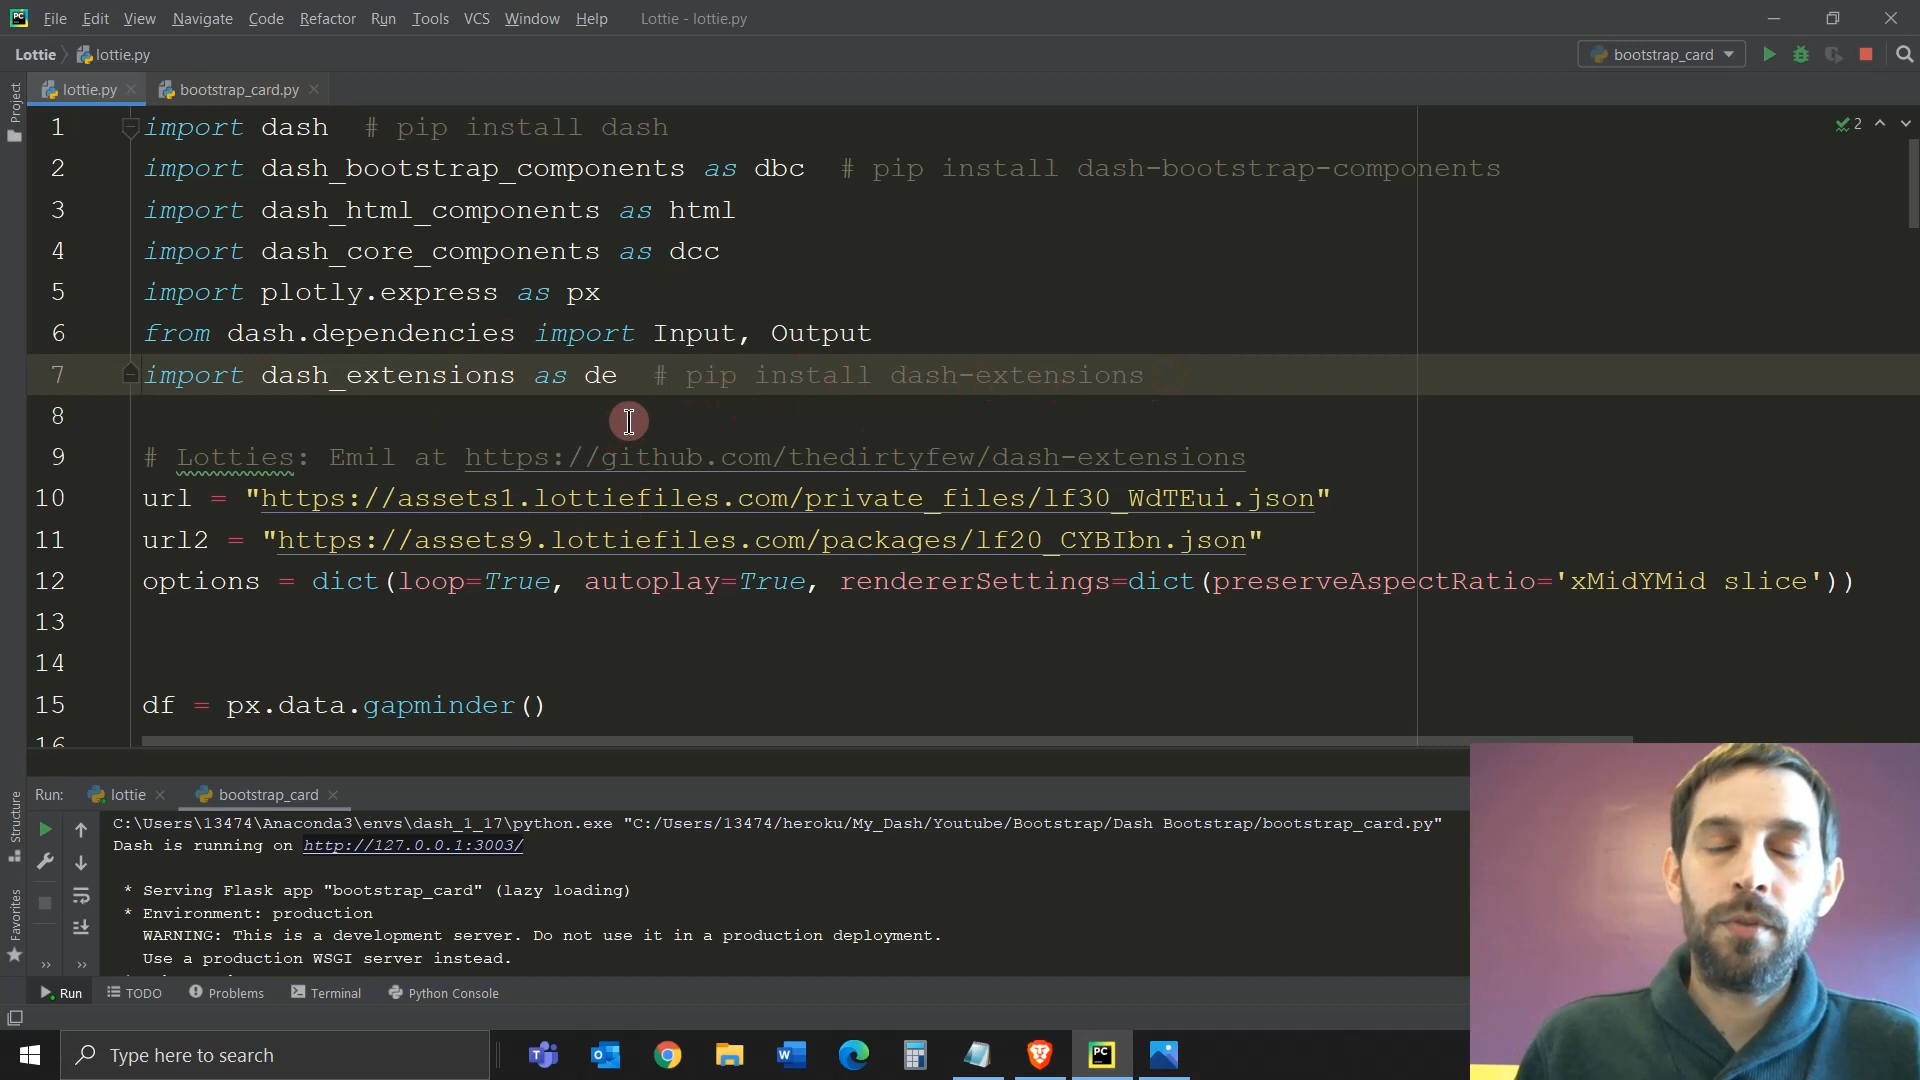 File Edit View Navigate Code Refactor Run Tools VCS Window Help Lottie - lottie.py
Lottie lottie.py bootstrap_card
lottie.py bootstrap_card.py
Project
1 import dash  # pip install dash
2 import dash_bootstrap_components as dbc  # pip install dash-bootstrap-components
3 import dash_html_components as html
4 import dash_core_components as dcc
5 import plotly.express as px
6 from dash.dependencies import Input, Output
7 import dash_extensions as de  # pip install dash-extensions
8
9 # Lotties: Emil at https://github.com/thedirtyfew/dash-extensions
10 url = "https://assets1.lottiefiles.com/private_files/lf30_WdTEui.json"
11 url2 = "https://assets9.lottiefiles.com/packages/lf20_CYBIbn.json"
12 options = dict(loop=True, autoplay=True, rendererSettings=dict(preserveAspectRatio='xMidYMid slice'))
13
14
15 df = px.data.gapminder()
16
2
Run: lottie bootstrap_card
Structure
Favorites
C:\Users\13474\Anaconda3\envs\dash_1_17\python.exe "C:/Users/13474/heroku/My_Dash/Youtube/Bootstrap/Dash Bootstrap/bootstrap_card.py"
Dash is running on http://127.0.0.1:3003/
* Serving Flask app "bootstrap_card" (lazy loading)
* Environment: production
WARNING: This is a development server. Do not use it in a production deployment.
Use a production WSGI server instead.
Run TODO Problems Terminal Python Console
Type here to search